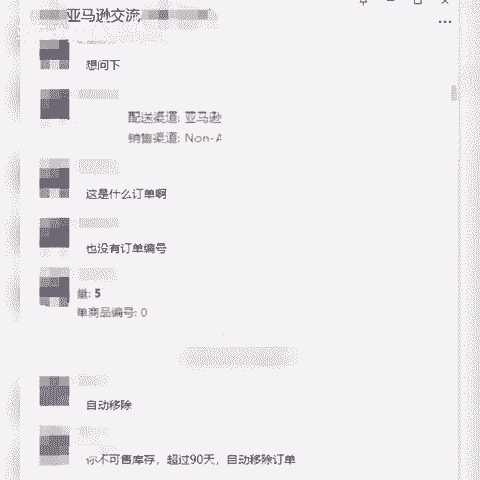 亚马逊交流
想问下
配送渠道: 亚马逊
销售渠道: Non-A
这是什么订单啊
也没有订单编号
量: 5
单商品编号: 0
自动移除
你不可售库存，超过90天，自动移除订单